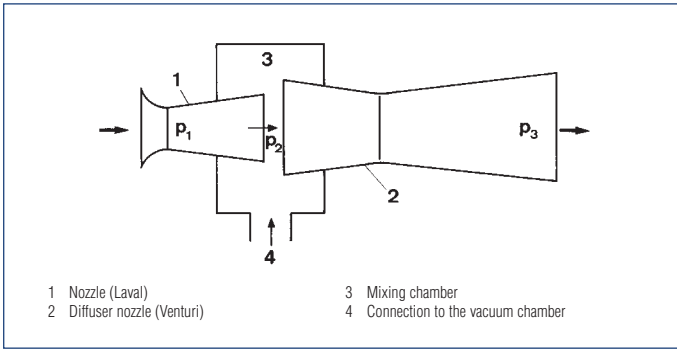 3
1
p1
p2
p3
2
4
1 Nozzle (Laval)
2 Diffuser nozzle (Venturi)
3 Mixing chamber
4 Connection to the vacuum chamber